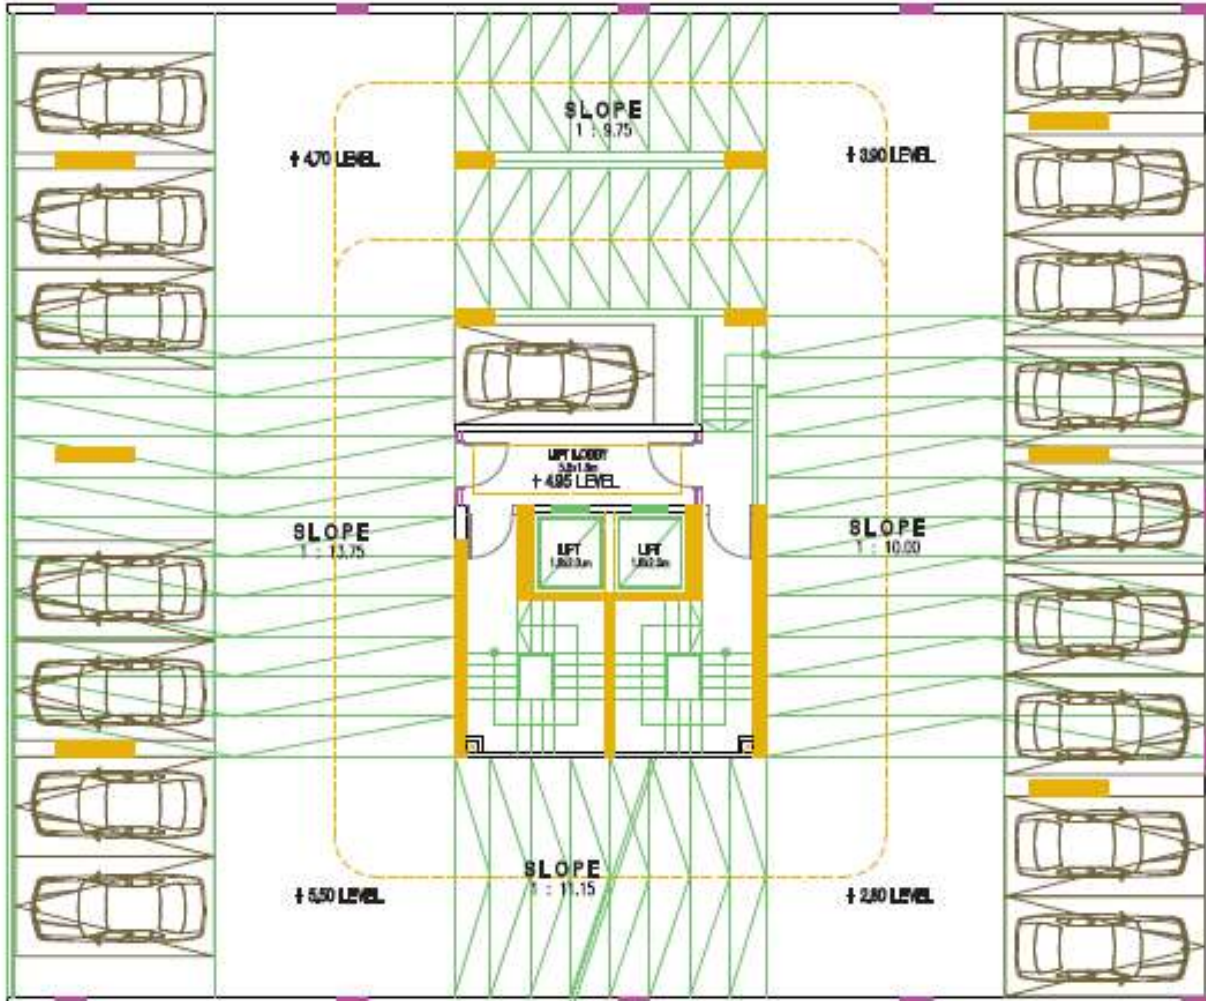 SLOPE
1 : 9.75
+ 4.70 LEVEL
+ 3.90 LEVEL
LIFT LOBBY
+ 4.95 LEVEL
SLOPE
1 : 13.75
LIFT
LIFT
SLOPE
1 : 10.00
SLOPE
1 : 11.15
+ 5.50 LEVEL
+ 2.80 LEVEL